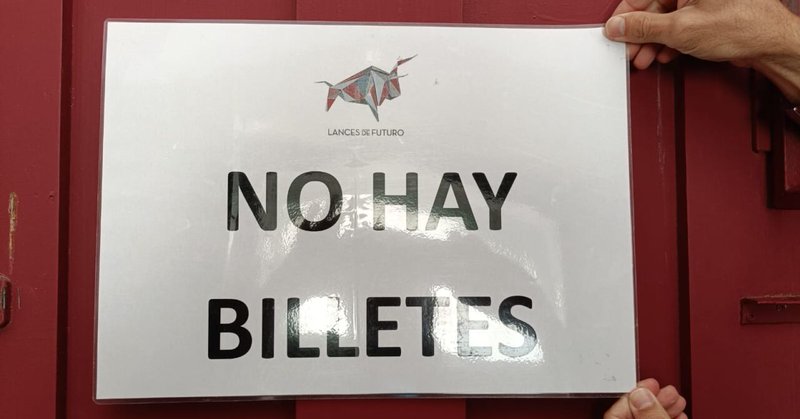 LANCES DE FUTURO
NO HAY
BILLETES